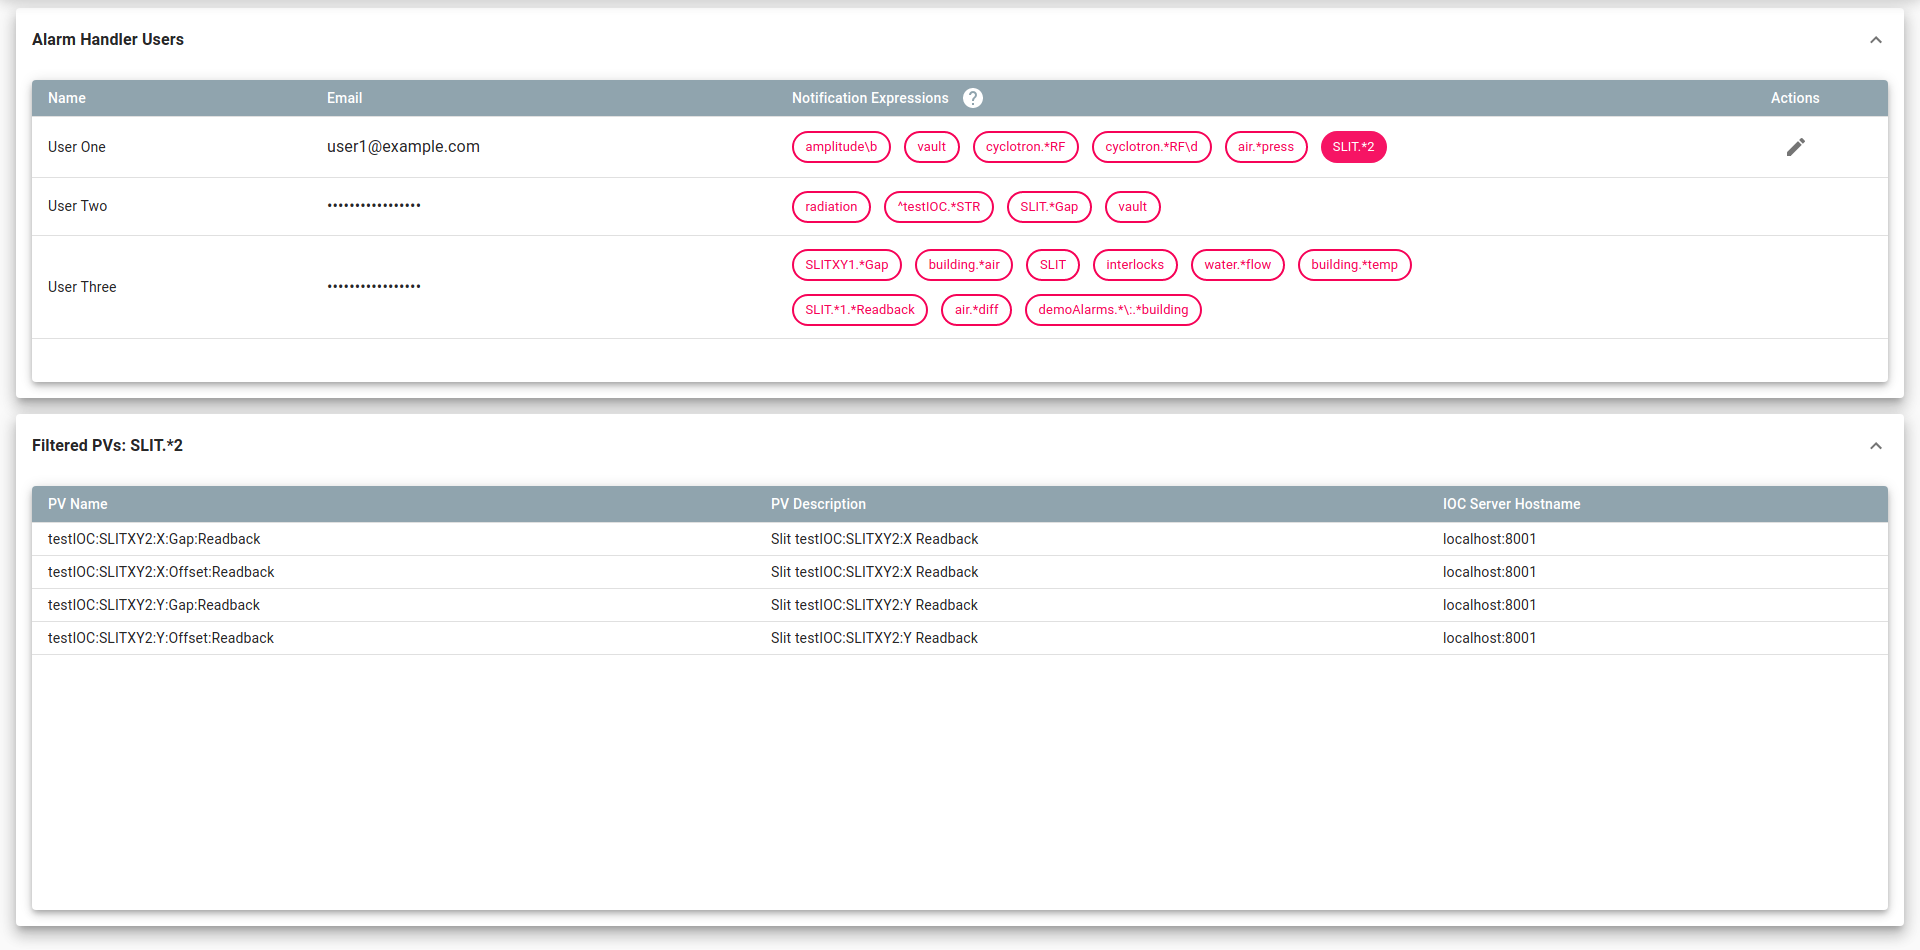 Alarm Handler Users
Name Email Notification Expressions ? Actions
User One user1@example.com amplitude\b vault cyclotron.*RF cyclotron.*RF\d air.*press SLIT.*2
User Two ••••••••••••••••• radiation ^testIOC.*STR SLIT.*Gap vault
User Three ••••••••••••••••• SLITXY1.*Gap building.*air SLIT interlocks water.*flow building.*temp
SLIT.*1.*Readback air.*diff demoAlarms.*\:.*building
Filtered PVs: SLIT.*2
PV Name PV Description IOC Server Hostname
testIOC:SLITXY2:X:Gap:Readback Slit testIOC:SLITXY2:X Readback localhost:8001
testIOC:SLITXY2:X:Offset:Readback Slit testIOC:SLITXY2:X Readback localhost:8001
testIOC:SLITXY2:Y:Gap:Readback Slit testIOC:SLITXY2:Y Readback localhost:8001
testIOC:SLITXY2:Y:Offset:Readback Slit testIOC:SLITXY2:Y Readback localhost:8001